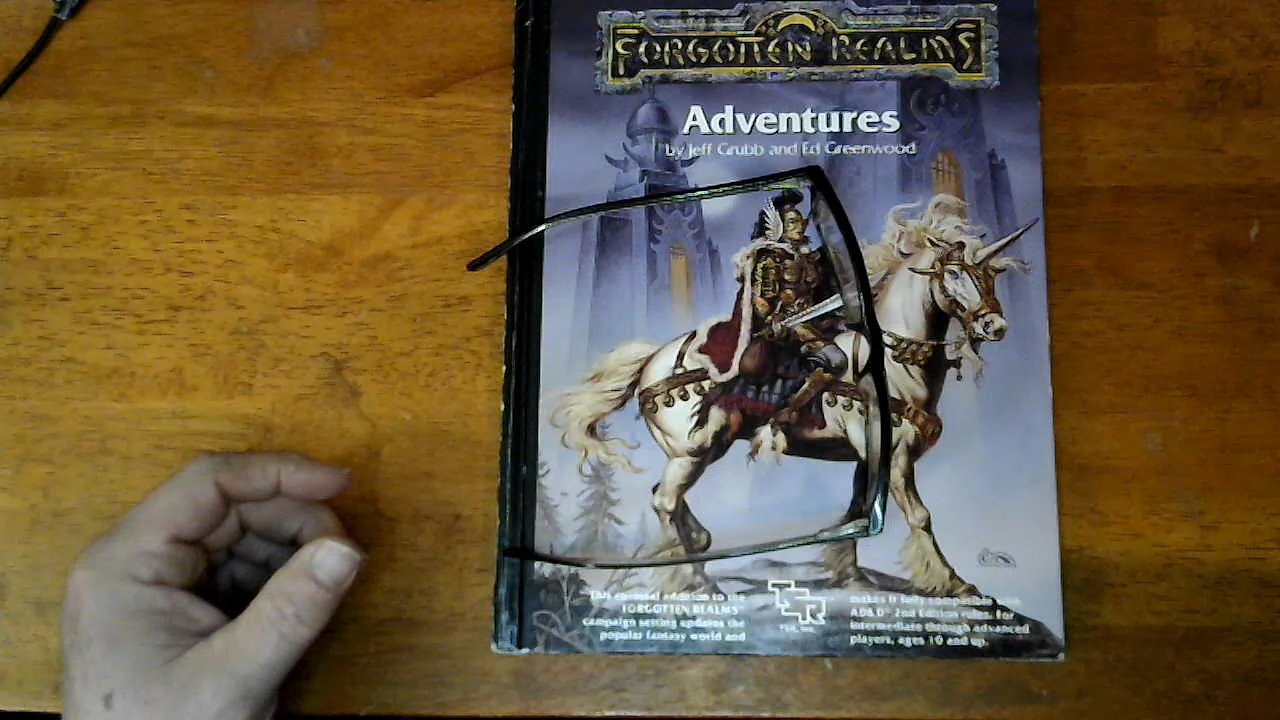 FORGOTTEN REALMS
Adventures
by Jeff Grubb and Ed Greenwood
This essential addition to the
FORGOTTEN REALMS™
campaign setting updates the
popular fantasy world and
TSR, Inc.
makes it fully compatible with
AD&D® 2nd Edition rules. For
intermediate through advanced
players, ages 10 and up.